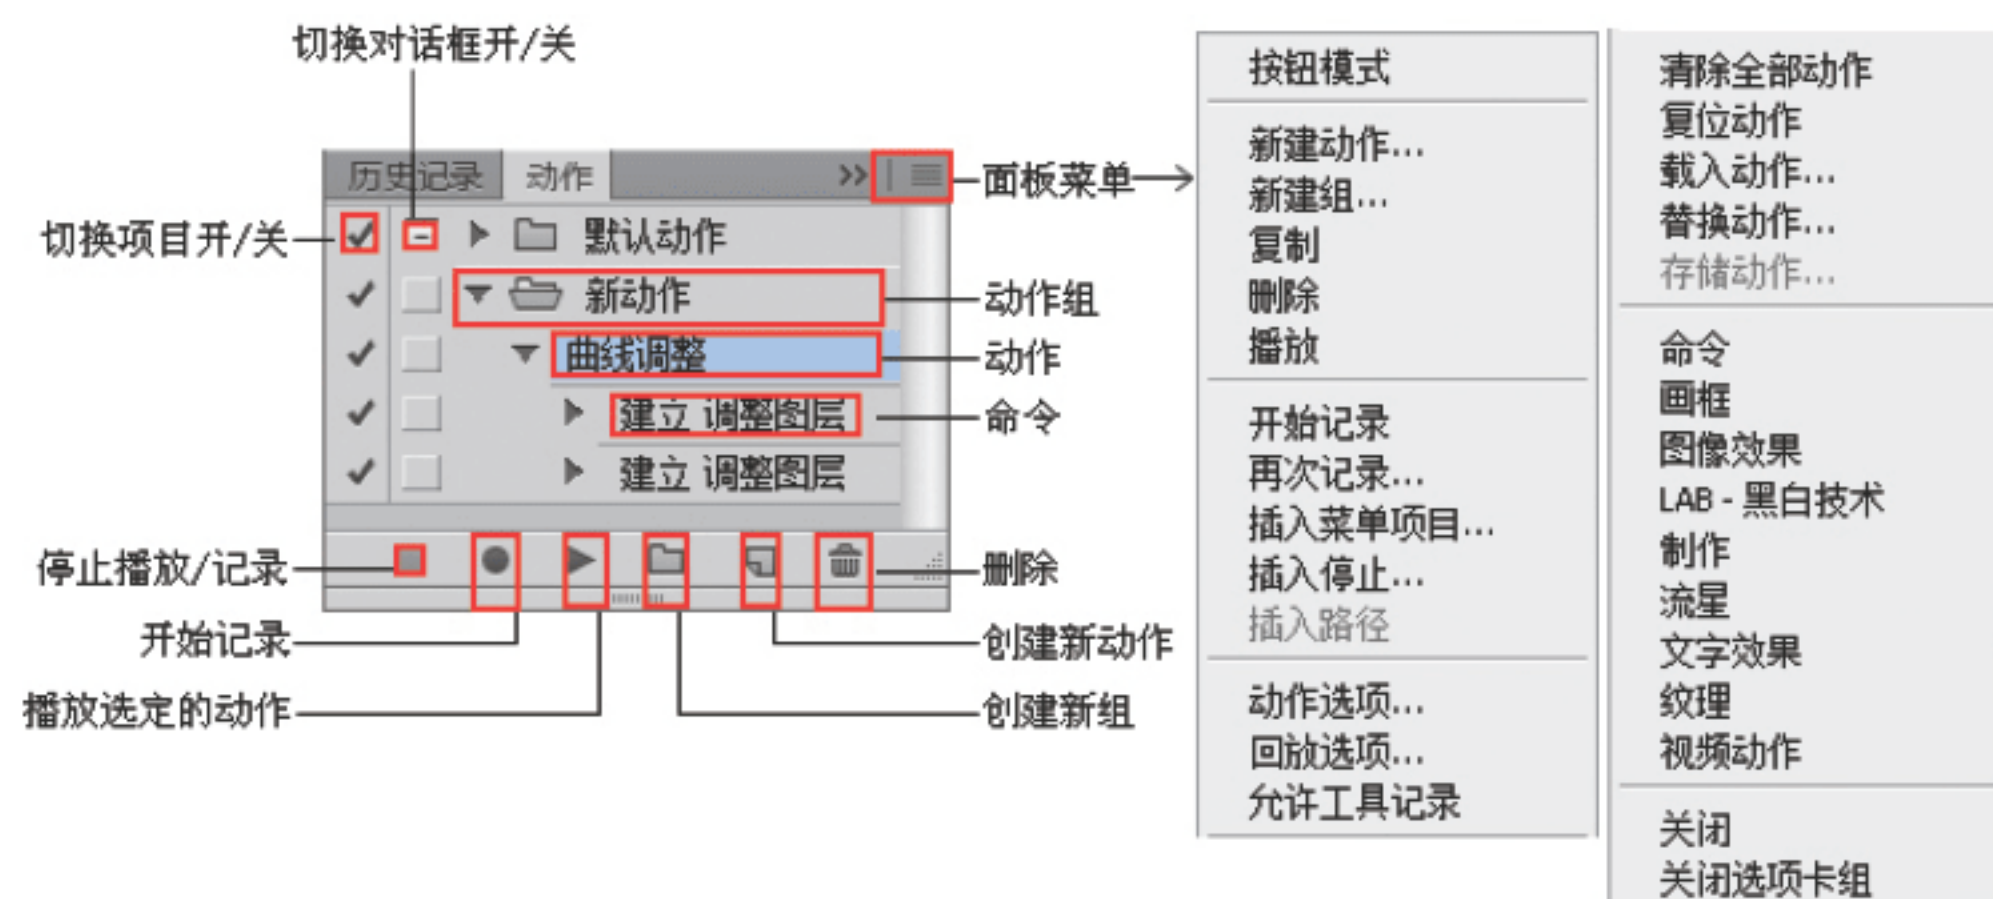 切换对话框开/关
历史记录
动作
面板菜单
切换项目开/关
默认动作
新动作
动作组
曲线调整
动作
建立 调整图层
命令
建立 调整图层
停止播放/记录
删除
开始记录
创建新动作
播放选定的动作
创建新组
按钮模式
新建动作...
新建组...
复制
删除
播放
开始记录
再次记录...
插入菜单项目...
插入停止...
插入路径
动作选项...
回放选项...
允许工具记录
清除全部动作
复位动作
载入动作...
替换动作...
存储动作...
命令
画框
图像效果
LAB - 黑白技术
制作
流星
文字效果
纹理
视频动作
关闭
关闭选项卡组